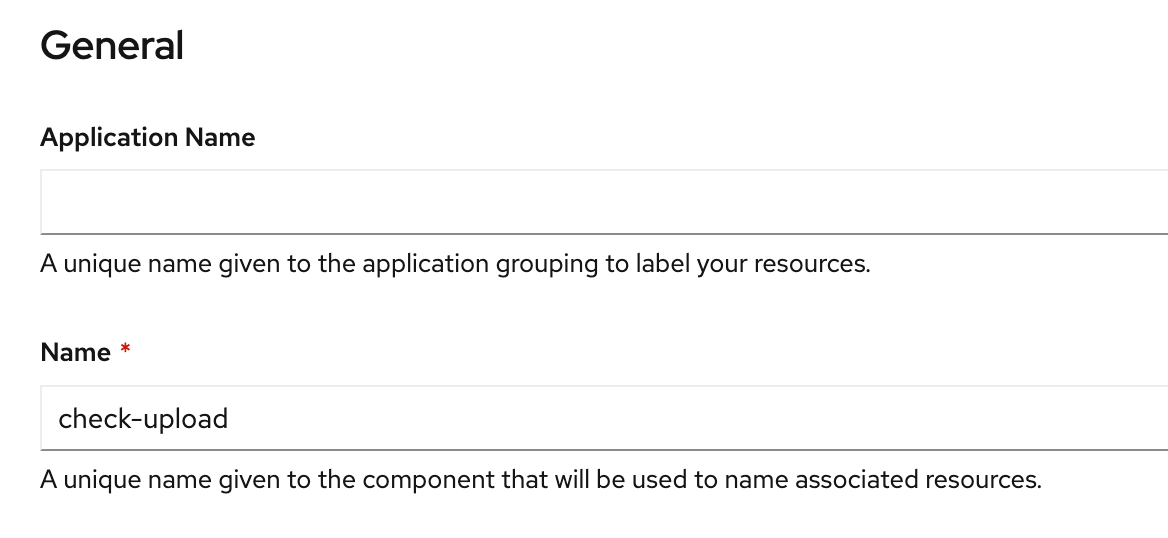 General
Application Name
A unique name given to the application grouping to label your resources.
Name *
check-upload
A unique name given to the component that will be used to name associated resources.